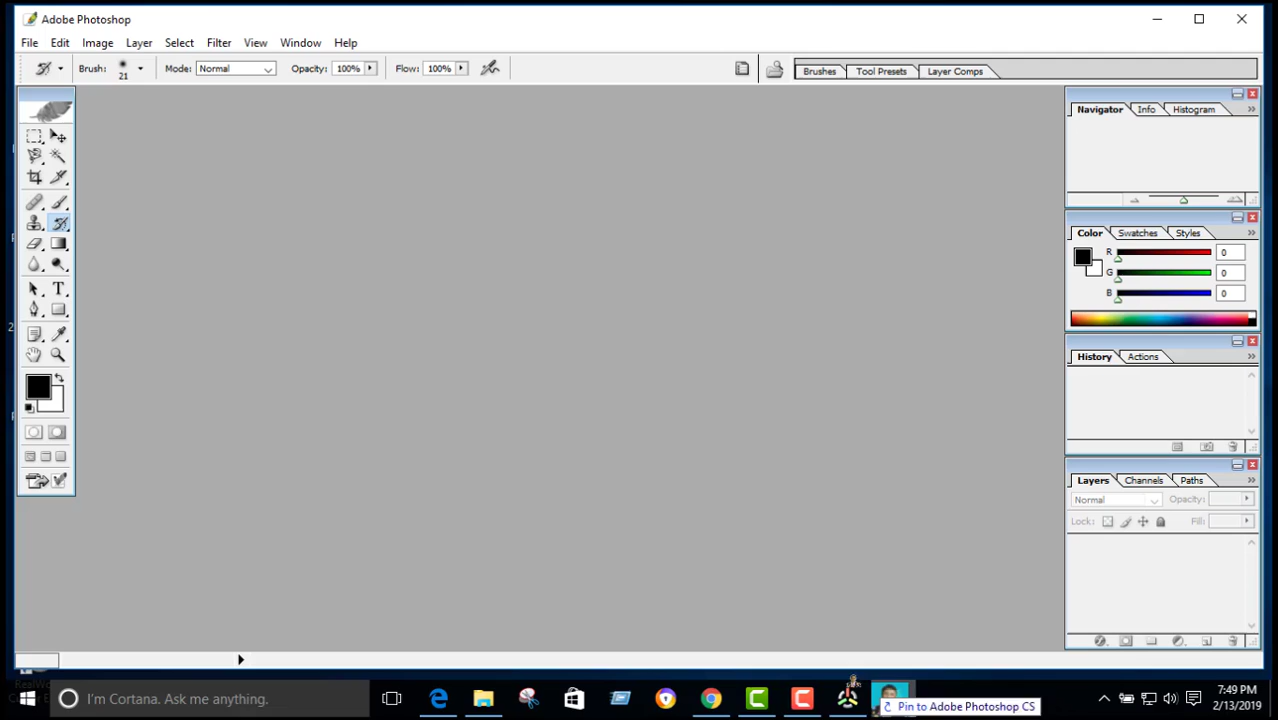 Adobe Photoshop
File Edit Image Layer Select Filter View Window Help
Brush: 21 Mode: Normal Opacity: 100% Flow: 100% Brushes Tool Presets Layer Comps
Navigator Info Histogram
Color Swatches Styles
R 0
G 0
B 0
History Actions
Layers Channels Paths
Normal Opacity:
Lock: Fill:
I'm Cortana. Ask me anything.
Pin to Adobe Photoshop CS
7:49 PM
2/13/2019